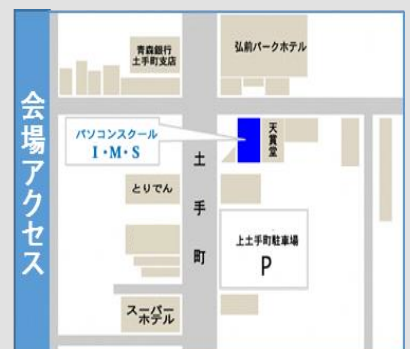 会場アクセス
青森銀行
土手町支店
弘前パークホテル
パソコンスクール
I・M・S
天賞堂
土手町
とりでん
上土手町駐車場
P
スーパー
ホテル